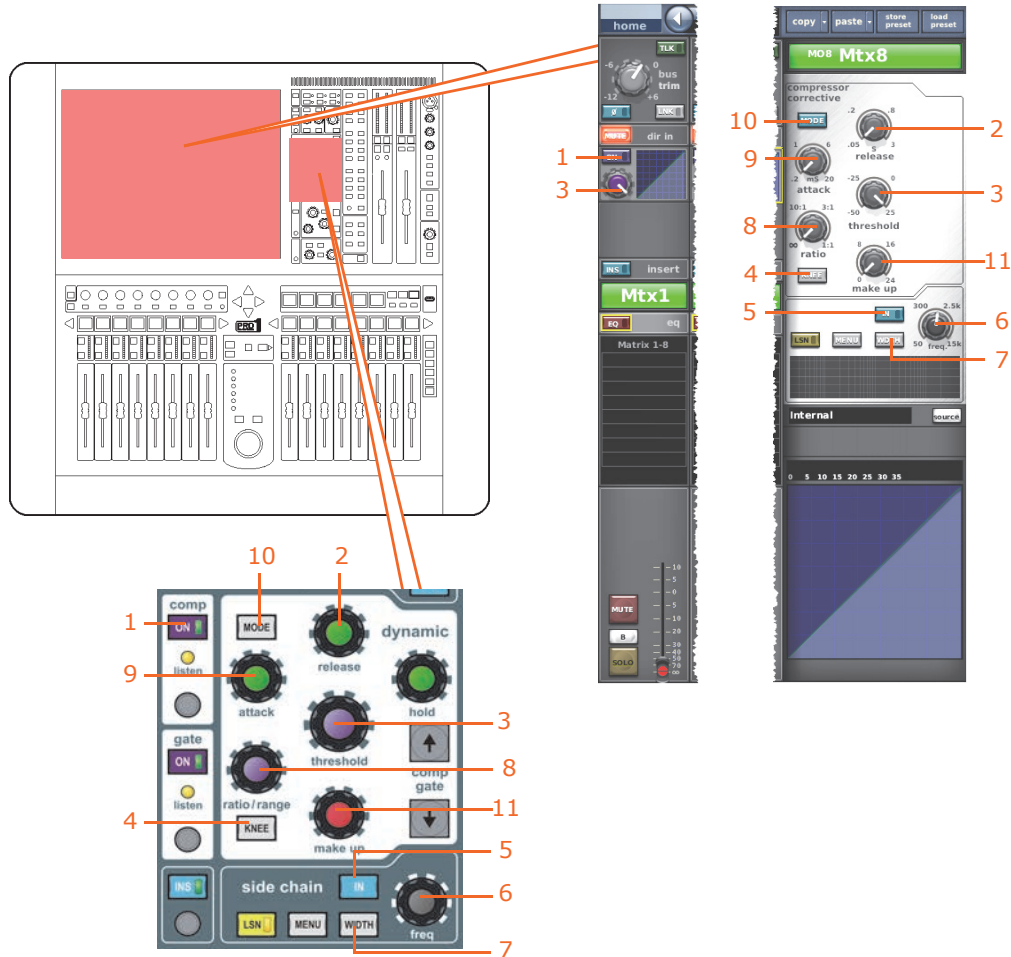 home
TLK
-6
0
bus
trim
-12
+6
Ø
LNK
MUTE
dir in
1
3
INS
insert
Mtx1
EQ
eq
Matrix 1-8
10
5
0
5
10
20
30
40
50
70
∞
MUTE
B
SOLO
copy
paste
store
preset
load
preset
MO8 Mtx8
compressor
corrective
10
MODE
.2
.8
2
.05
s
3
release
9
1
6
.2
mS
20
attack
-25
0
3
-50
25
threshold
8
10:1
3:1
∞
1:1
ratio
4
KNEE
8
16
11
0
24
make up
5
IN
300
2.5k
6
50
freq.
15k
LSN
MENU
WIDTH
7
Internal
source
0 5 10 15 20 25 30 35
PRO1
10
2
comp
1
ON
MODE
dynamic
release
listen
9
attack
hold
3
gate
ON
threshold
comp
gate
8
listen
ratio/range
11
4
KNEE
make up
5
INS
side chain
IN
6
LSN
MENU
WIDTH
freq
7